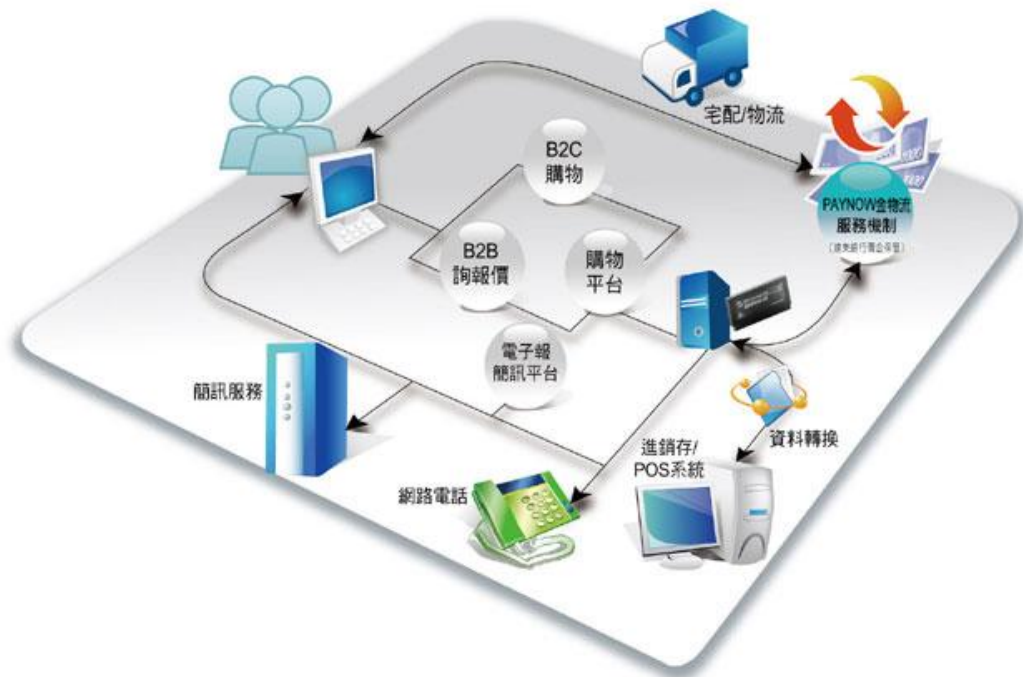 宅配/物流
B2C
購物
PAYNOW金物流
服務機制
B2B
詢報價
購物
平台
電子報
簡訊平台
簡訊服務
資料轉換
進銷存/
POS系統
網路電話